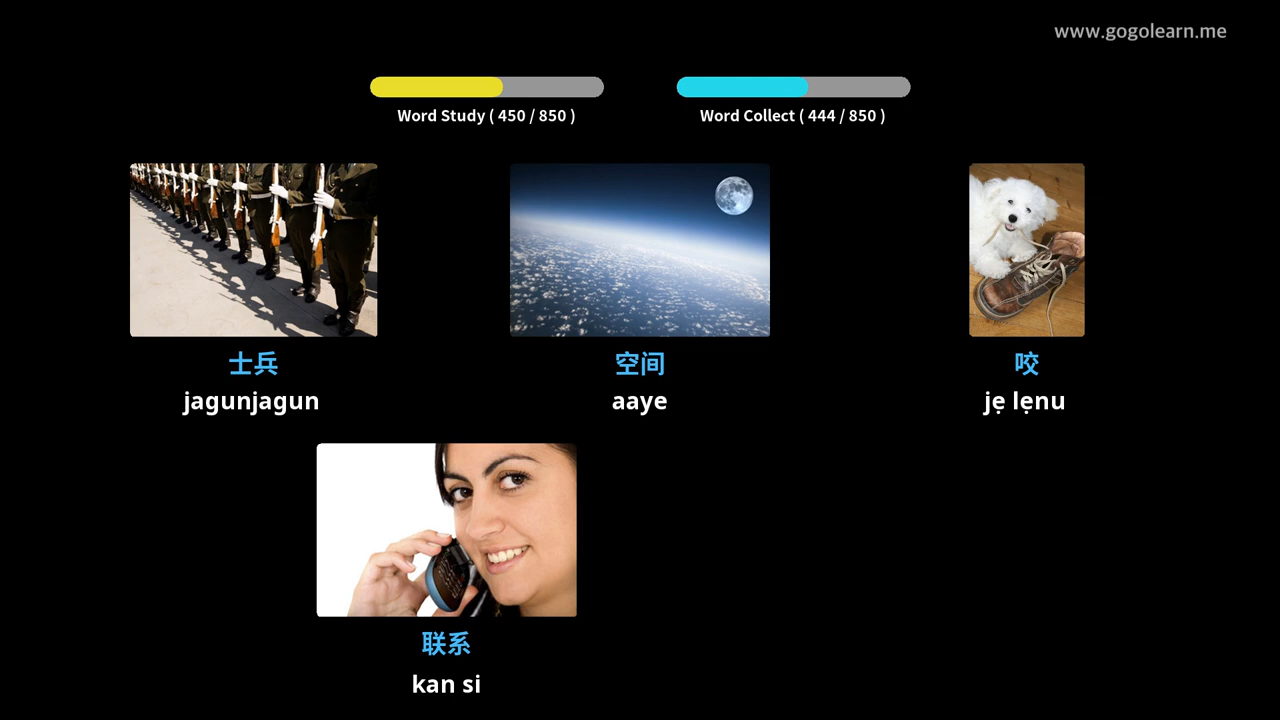 www.gogolearn.me
Word Study ( 450 / 850 )
Word Collect ( 444 / 850 )
士兵
jagunjagun
空间
aaye
咬
jẹ lẹnu
联系
kan si